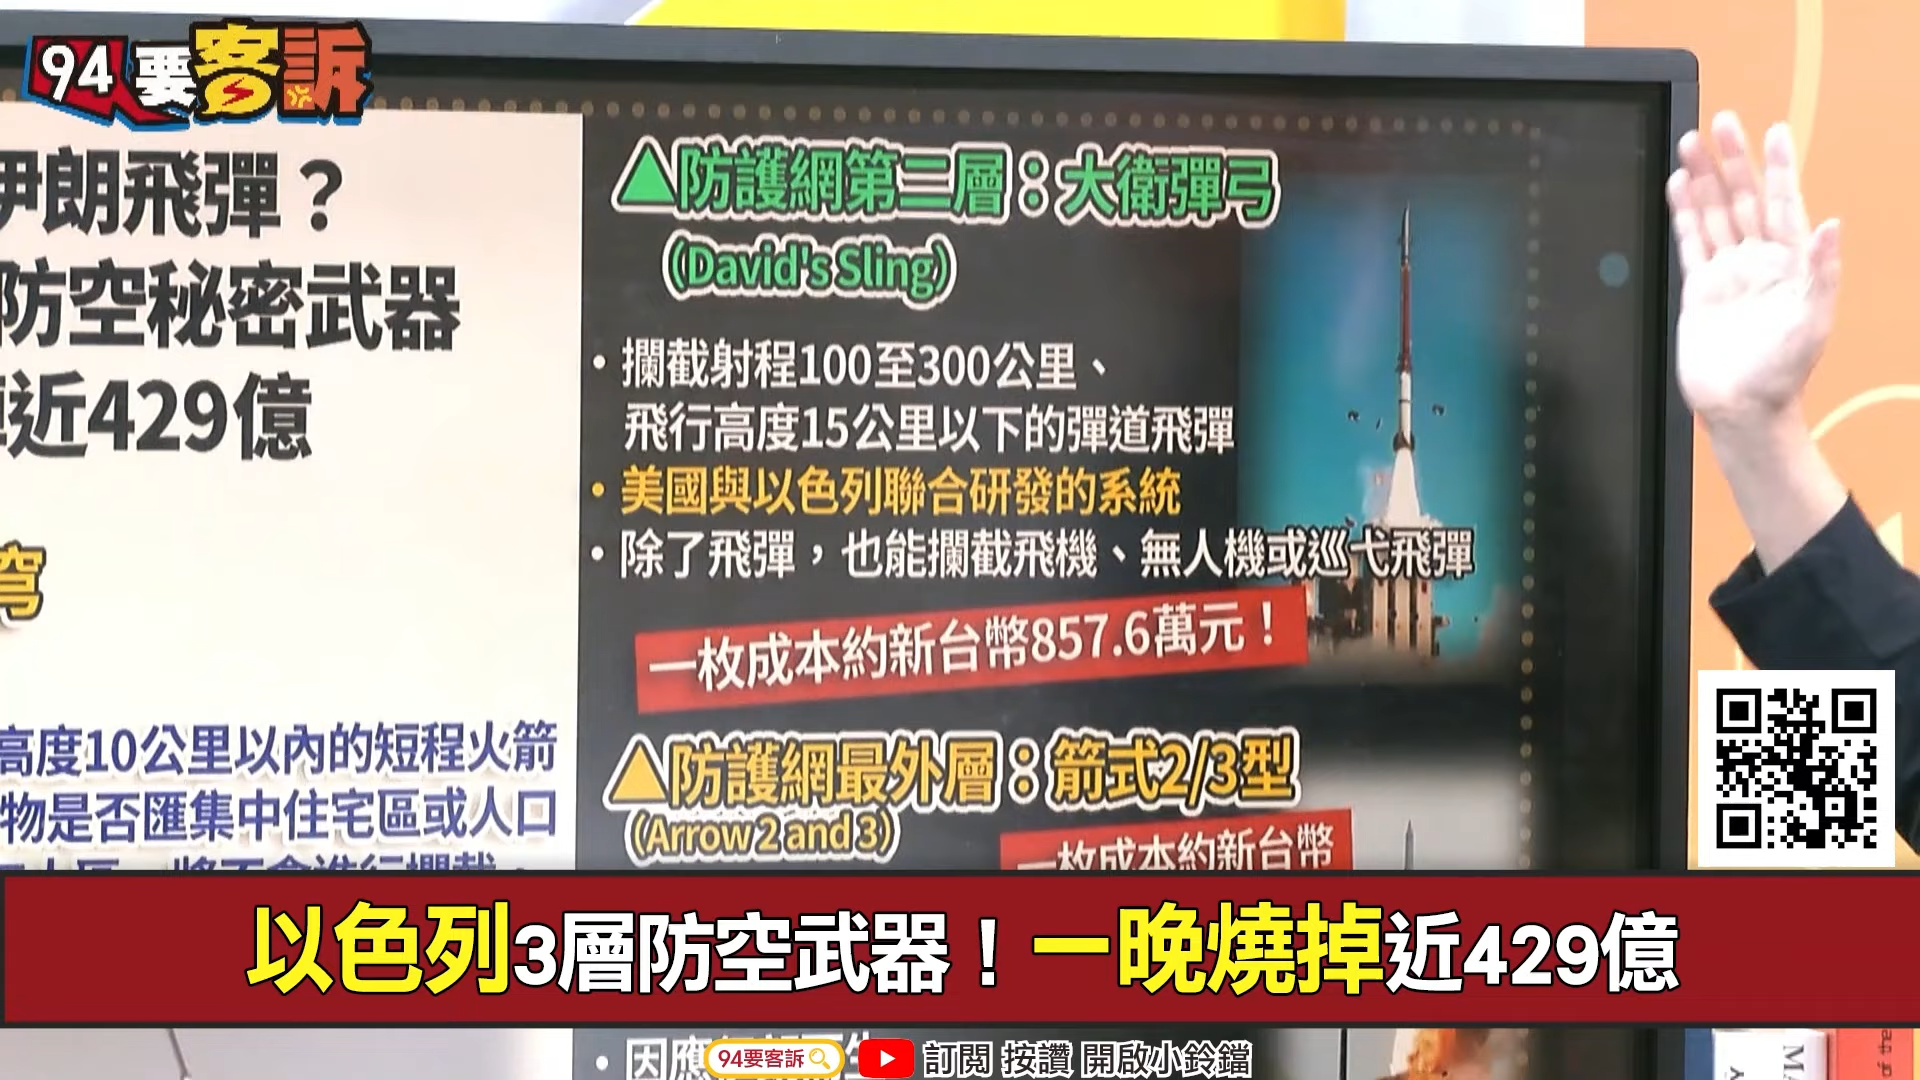 94要客訴
伊朗飛彈？
防空秘密武器
掉近429億
穹
高度10公里以內的短程火箭
物是否匯集中住宅區或人口
▲防護網第二層：大衛彈弓
(David's Sling)
・攔截射程100至300公里、
飛行高度15公里以下的彈道飛彈
・美國與以色列聯合研發的系統
・除了飛彈，也能攔截飛機、無人機或巡弋飛彈
一枚成本約新台幣857.6萬元！
▲防護網最外層：箭式2/3型
(Arrow 2 and 3)
一枚成本約新台幣
以色列3層防空武器！一晚燒掉近429億
・因應
94要客訴
訂閱 按讚 開啟小鈴鐺